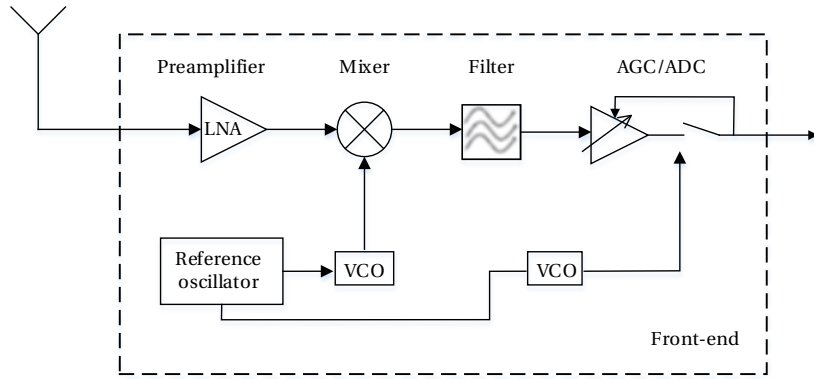 Preamplifier
Mixer
Filter
AGC/ADC
LNA
Reference
oscillator
VCO
VCO
Front-end